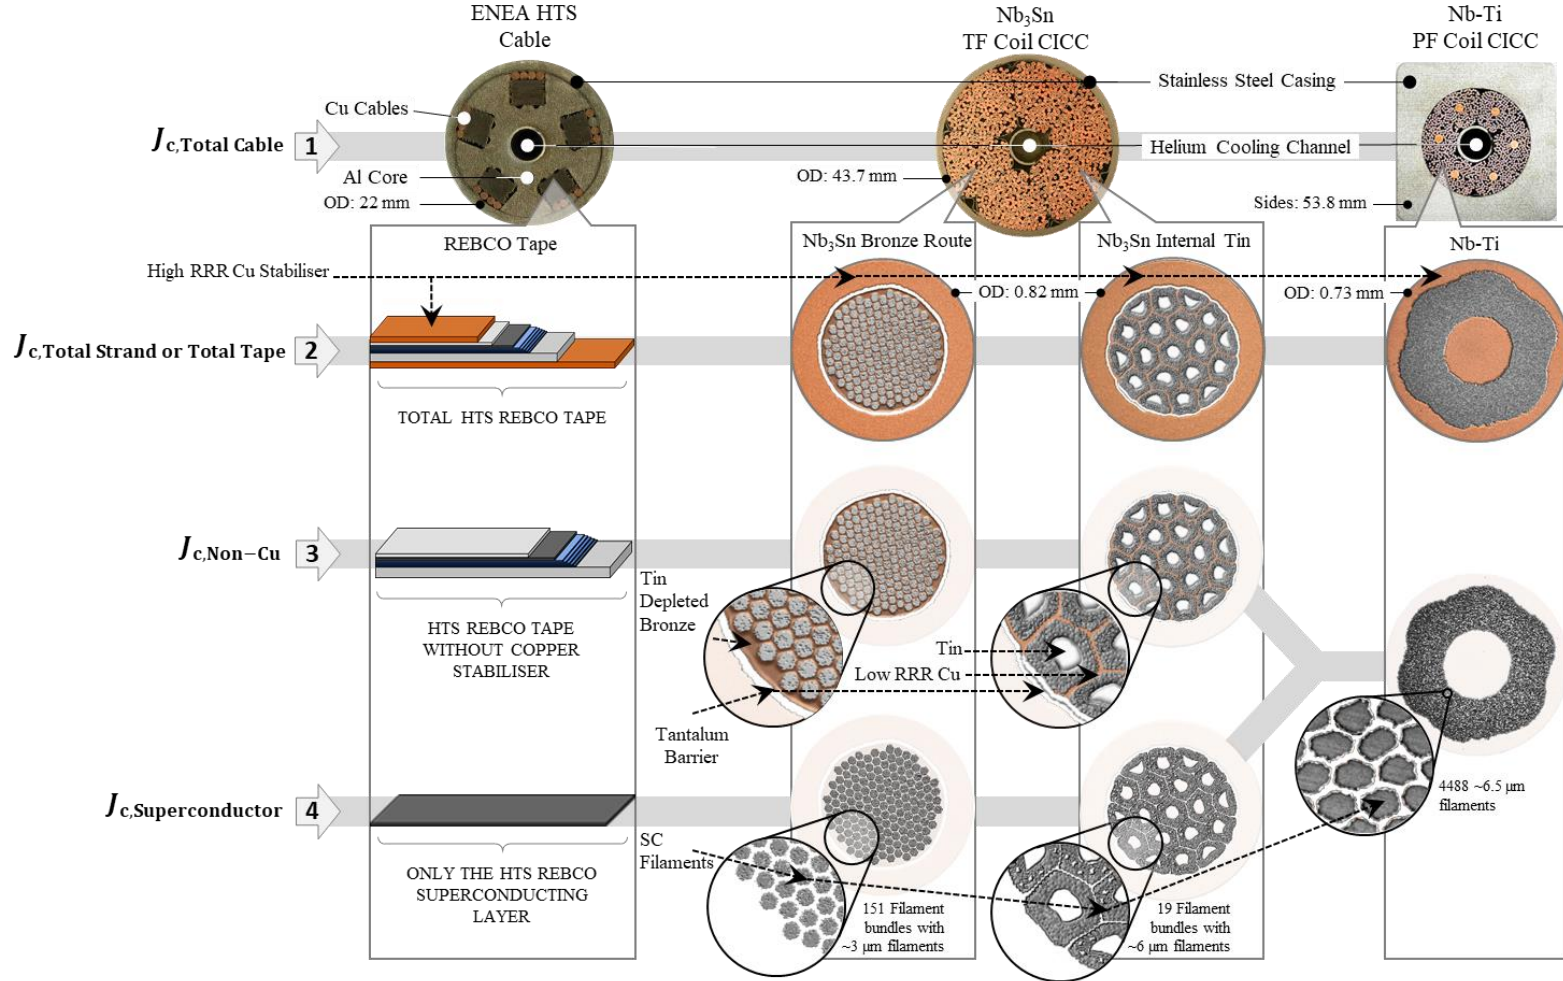 ENEA HTS
Cable
Nb₃Sn
TF Coil CICC
Nb-Ti
PF Coil CICC
Stainless Steel Casing
Cu Cables
J c,Total Cable
1
Helium Cooling Channel
Al Core
OD: 22 mm
OD: 43.7 mm
Sides: 53.8 mm
REBCO Tape
Nb₃Sn Bronze Route
Nb₃Sn Internal Tin
Nb-Ti
High RRR Cu Stabiliser
OD: 0.82 mm
OD: 0.73 mm
J c,Total Strand or Total Tape
2
TOTAL HTS REBCO TAPE
J c,Non−Cu
3
HTS REBCO TAPE
WITHOUT COPPER
STABILISER
Tin
Depleted
Bronze
Tin
Low RRR Cu
Tantalum
Barrier
4488 ~6.5 μm
filaments
J c,Superconductor
4
SC
Filaments
ONLY THE HTS REBCO
SUPERCONDUCTING
LAYER
151 Filament
bundles with
~3 μm filaments
19 Filament
bundles with
~6 μm filaments